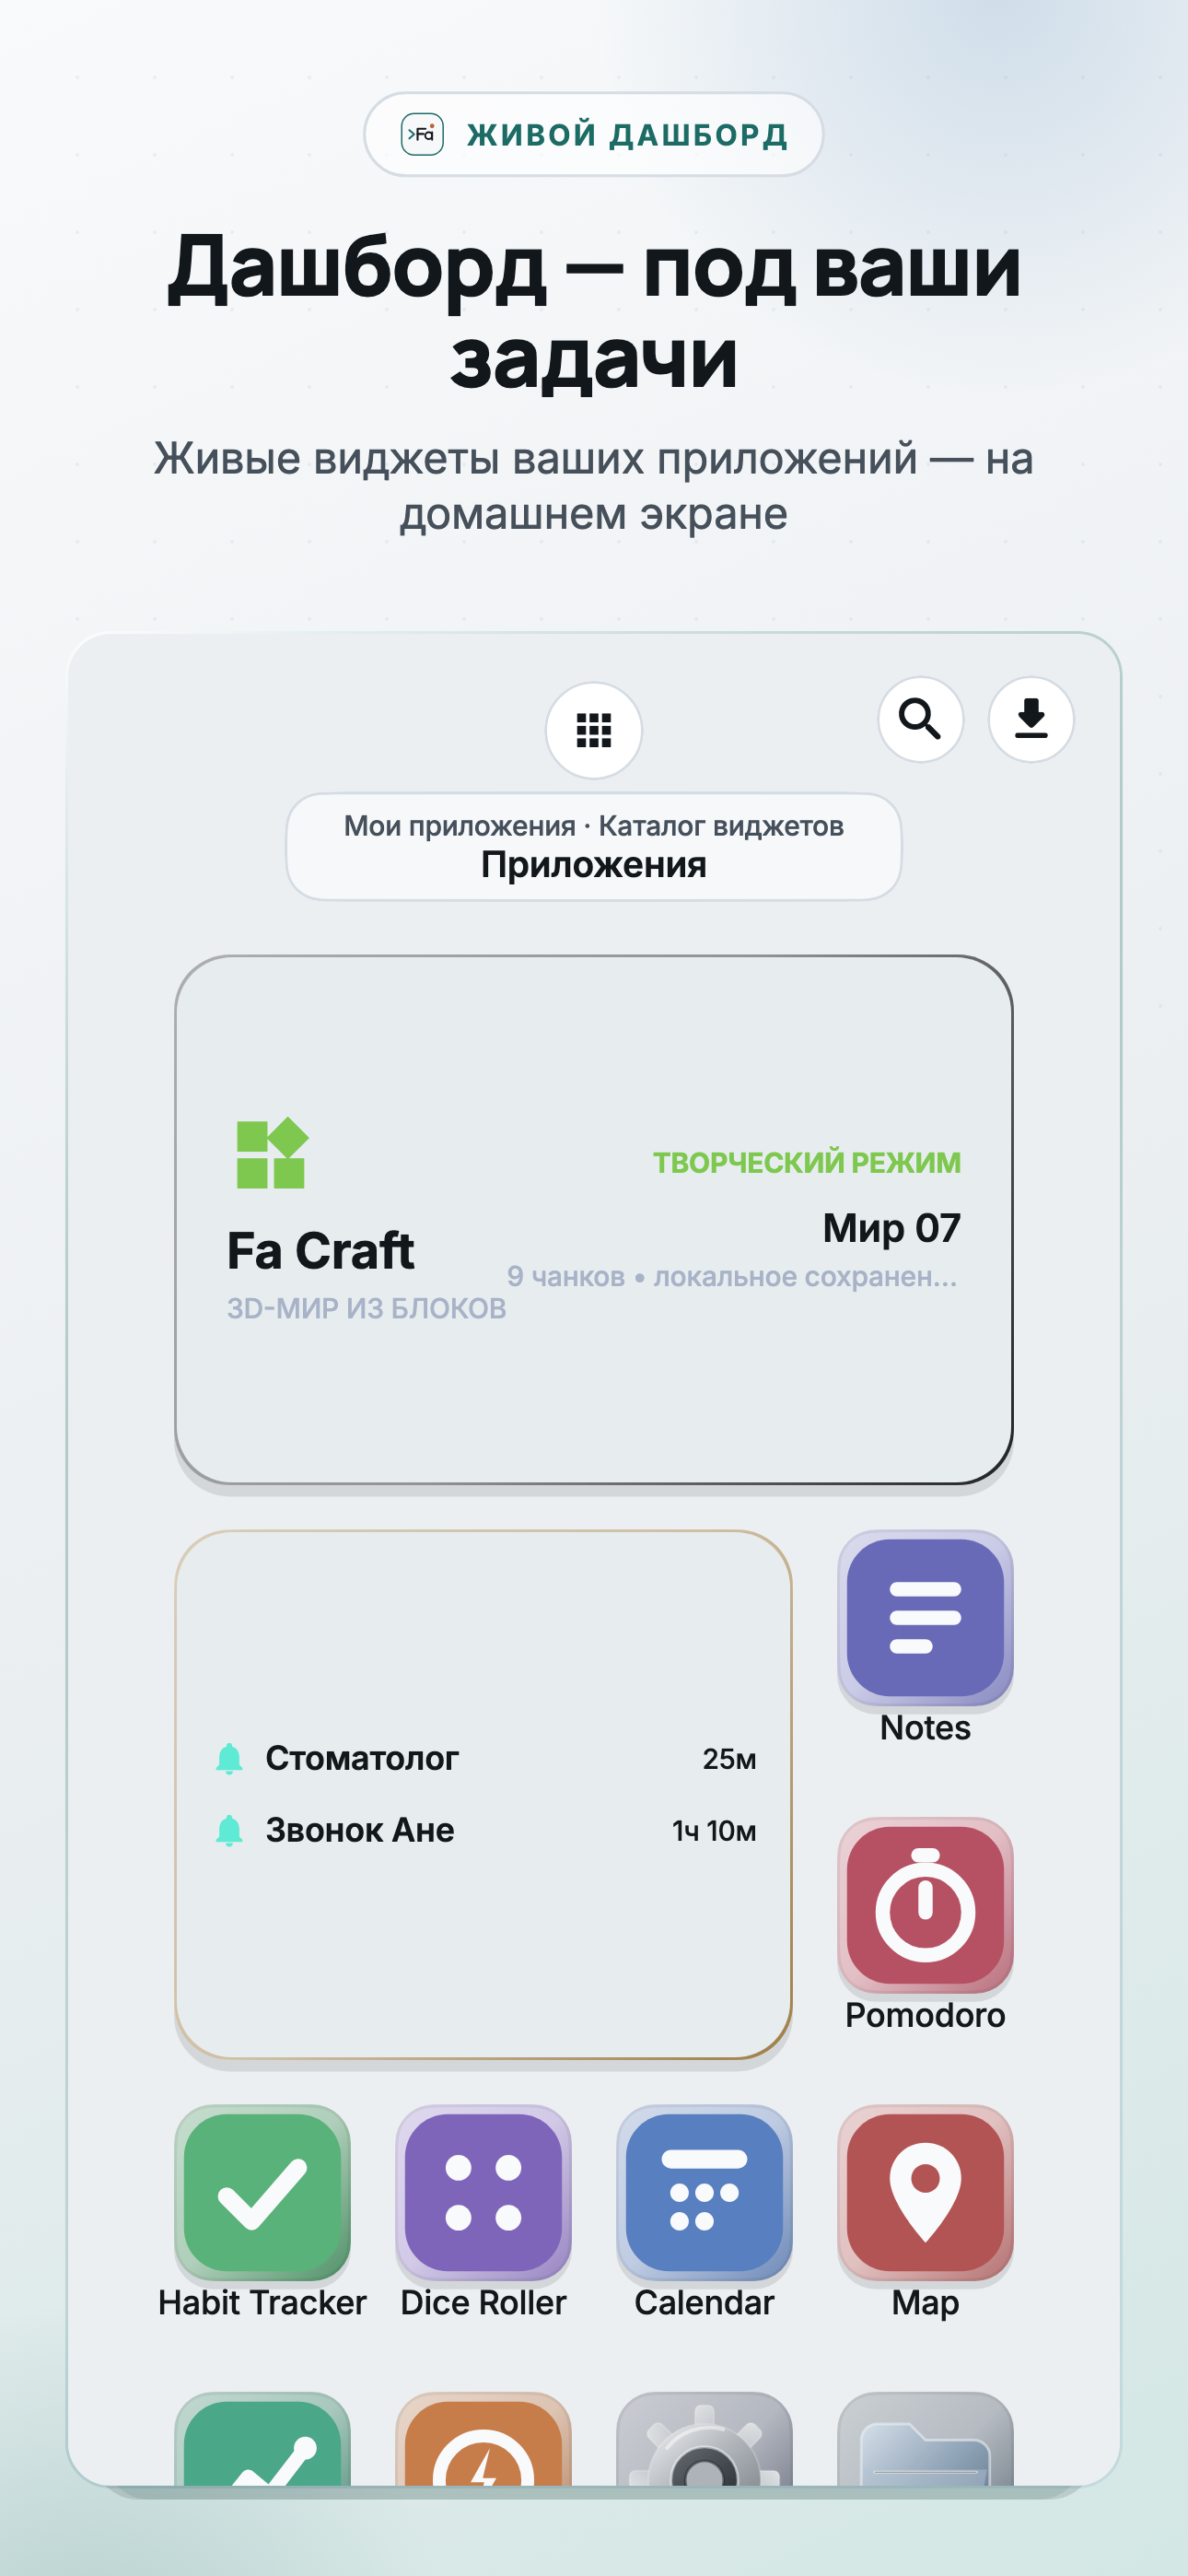 >Fa ЖИВОЙ ДАШБОРД
Дашборд — под ваши
задачи
Живые виджеты ваших приложений — на
домашнем экране
Мои приложения · Каталог виджетов
Приложения
Fa Craft
3D-МИР ИЗ БЛОКОВ
ТВОРЧЕСКИЙ РЕЖИМ
Мир 07
9 чанков • локальное сохранен...
Стоматолог 25м
Звонок Ане 1ч 10м
Notes
Pomodoro
Habit Tracker Dice Roller Calendar Map